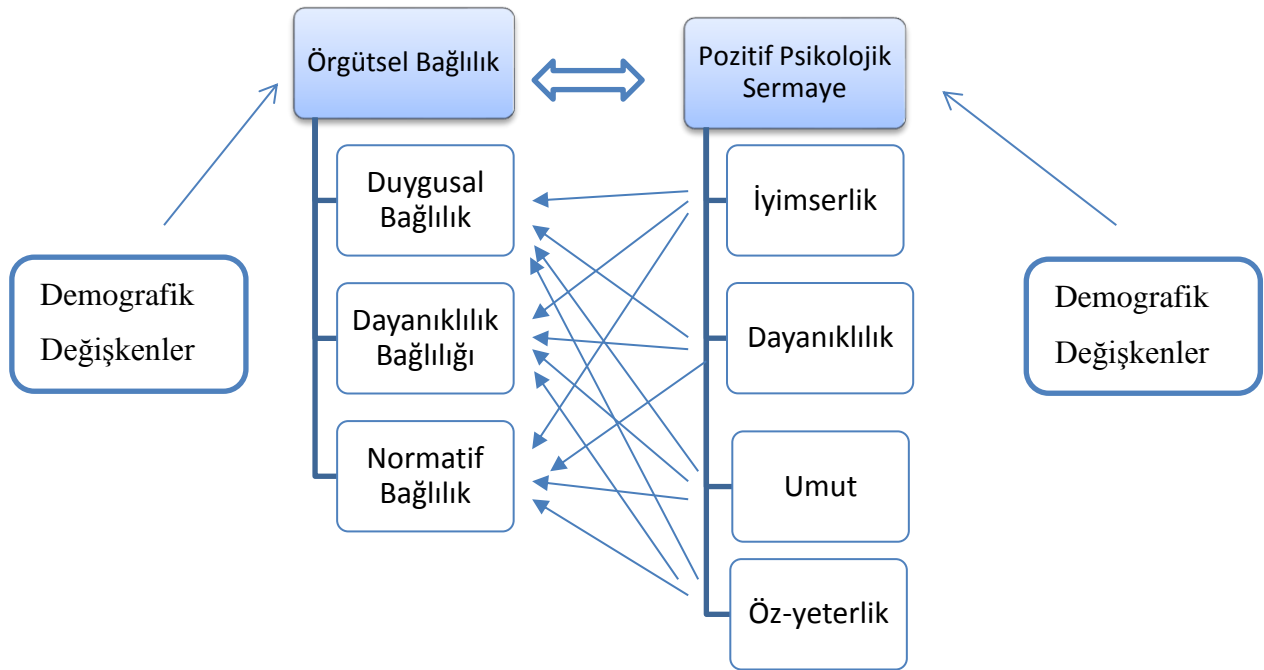 Örgütsel Bağlılık
Pozitif Psikolojik
Sermaye
Duygusal
Bağlılık
İyimserlik
Demografik
Değişkenler
Dayanıklılık
Bağlılığı
Dayanıklılık
Demografik
Değişkenler
Normatif
Bağlılık
Umut
Öz-yeterlik